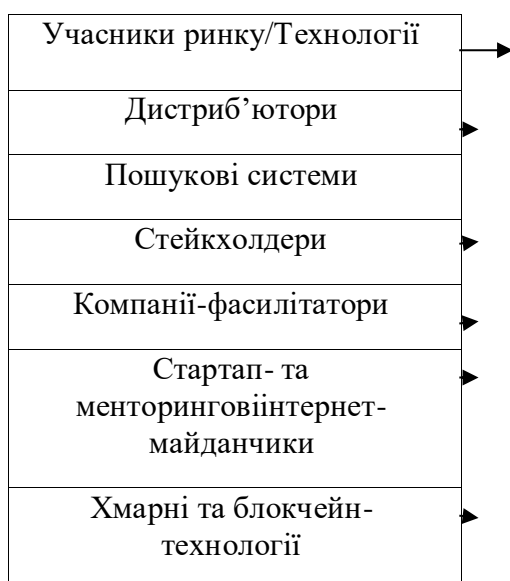 Учасники ринку/Технології
Дистриб’ютори
Пошукові системи
Стейкхолдери
Компанії-фасилітатори
Стартап- та
менторинговіінтернет-
майданчики
Хмарні та блокчейн-
технології